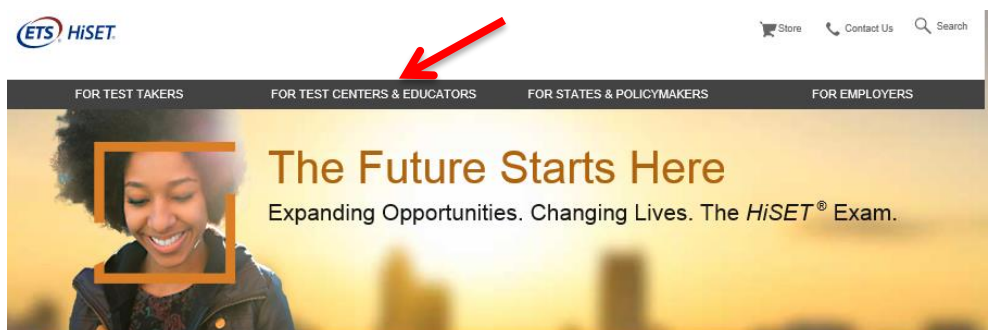 ETS HiSET.
Store Contact Us Search
FOR TEST TAKERS FOR TEST CENTERS & EDUCATORS FOR STATES & POLICYMAKERS FOR EMPLOYERS
The Future Starts Here
Expanding Opportunities. Changing Lives. The HiSET® Exam.